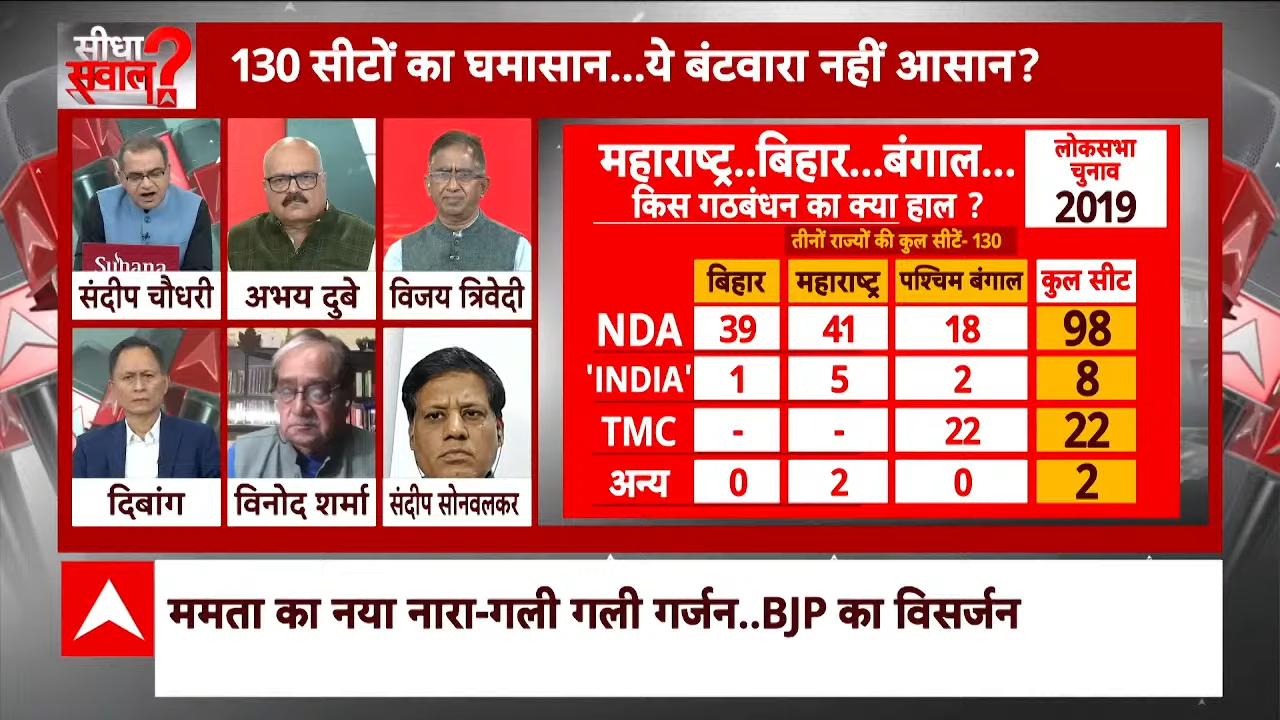 सीधा
सवाल?
130 सीटों का घमासान...ये बंटवारा नहीं आसान?
Suhana
संदीप चौधरी
अभय दुबे
विजय त्रिवेदी
दिबांग
विनोद शर्मा
संदीप सोनवलकर
महाराष्ट्र..बिहार...बंगाल...
किस गठबंधन का क्या हाल ?
लोकसभा
चुनाव
2019
तीनों राज्यों की कुल सीटें- 130
बिहार महाराष्ट्र पश्चिम बंगाल कुल सीट
NDA 39 41 18 98
'INDIA' 1 5 2 8
TMC - - 22 22
अन्य 0 2 0 2
ममता का नया नारा-गली गली गर्जन..BJP का विसर्जन